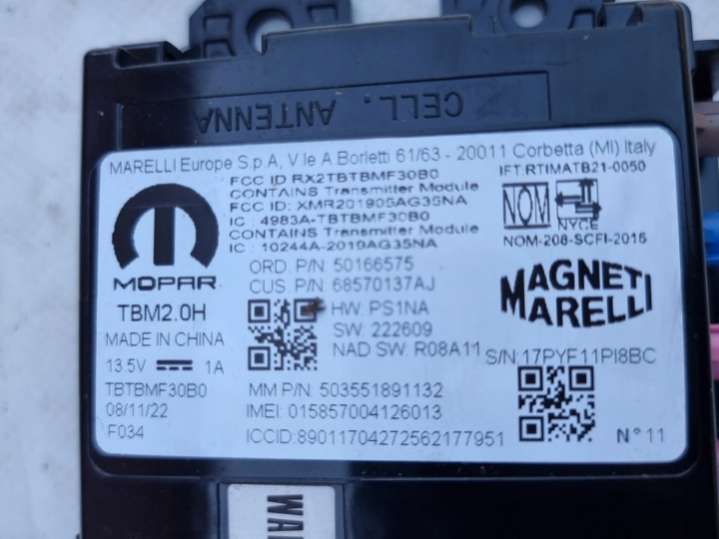 CELL. ANTENNA
MARELLI Europe S.p.A, V.le A Borletti 61/63 - 20011 Corbetta (MI) Italy
FCC ID RX2TBTBMF30B0
CONTAINS Transmitter Module
FCC ID: XMR201906AG35NA
IC : 4983A-TBTBMF30B0
CONTAINS Transmitter Module
IC : 10244A-2019AG35NA
IFT:RTIMATB21-0050
NOM
NYCE
NOM-208-SCFI-2016
MOPAR
ORD. P/N: 50166575
CUS. P/N: 68570137AJ
MAGNETI
MARELLI
TBM2.0H
HW: PS1NA
MADE IN CHINA
SW: 222609
NAD SW: R08A11
S/N:17PYF11PI8BC
13.5V 1A
TBTBMF30B0
MM P/N: 503551891132
08/11/22
IMEI: 015857004126013
F034
ICCID:89011704272562177951
N° 11